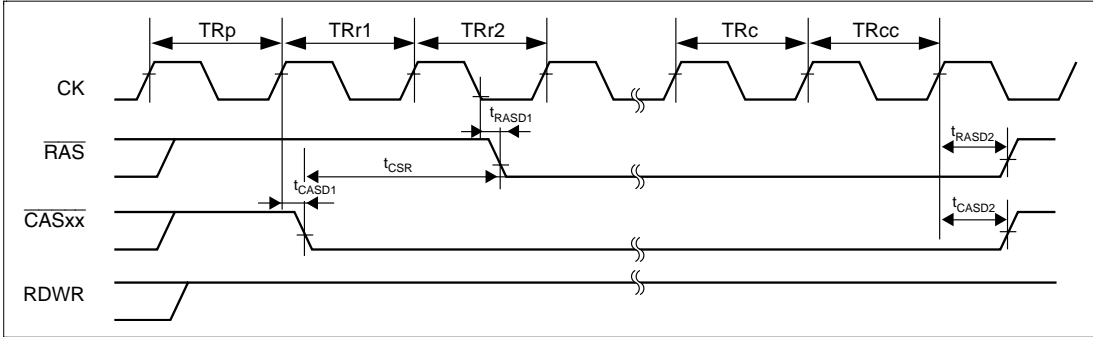 TRp TRr1 TRr2 TRc TRcc
CK
tRASD1
RAS
tRASD2
tCSR
tCASD1
CASxx
tCASD2
RDWR